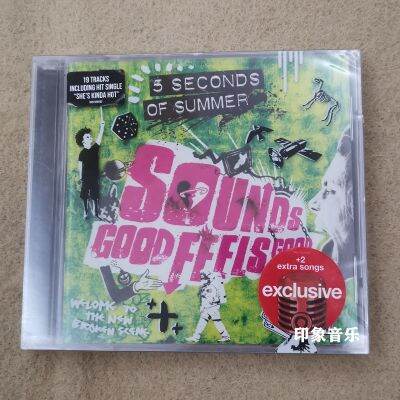 19 TRACKS
INCLUDING HIT SINGLE
"SHE'S KINDA HOT"
5 SECONDS
OF SUMMER
SOUNDS
GOOD FEELS GOOD
+2
extra songs
exclusive
印象音乐
WELCOME TO
THE NEW
BROKEN SCENE